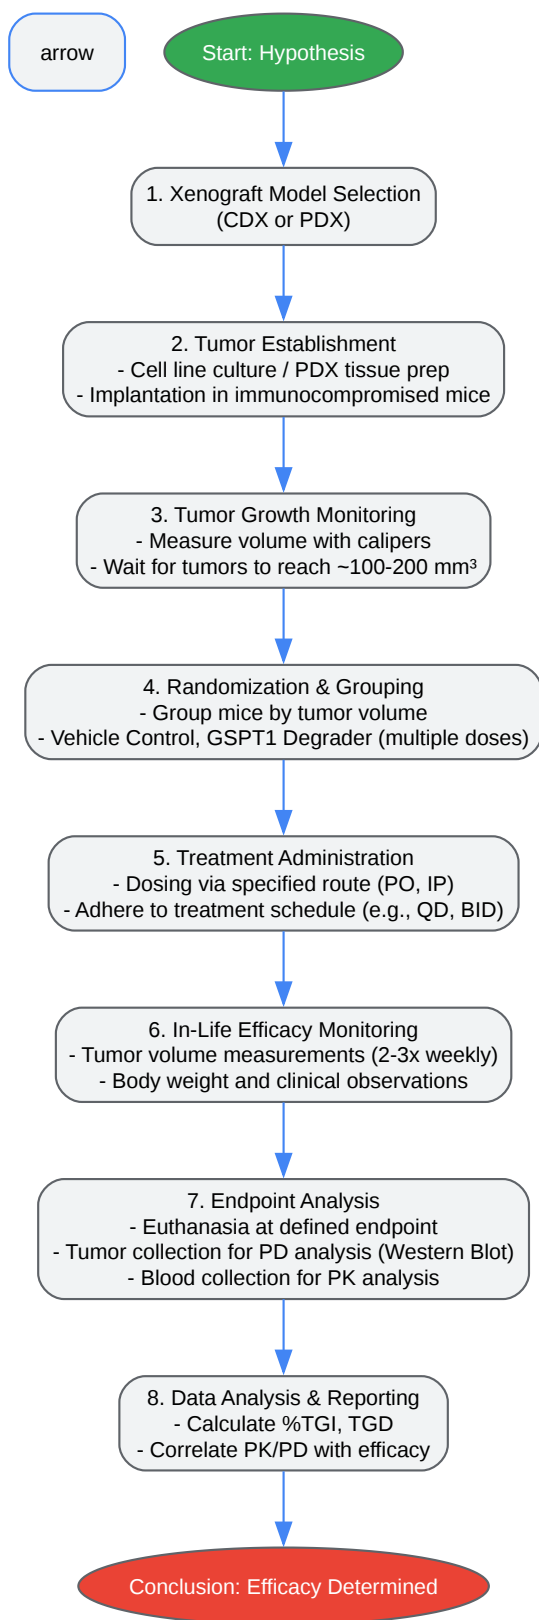 arrow
Start: Hypothesis
1. Xenograft Model Selection
(CDX or PDX)
2. Tumor Establishment
- Cell line culture / PDX tissue prep
- Implantation in immunocompromised mice
3. Tumor Growth Monitoring
- Measure volume with calipers
- Wait for tumors to reach ~100-200 mm³
4. Randomization & Grouping
- Group mice by tumor volume
- Vehicle Control, GSPT1 Degrader (multiple doses)
5. Treatment Administration
- Dosing via specified route (PO, IP)
- Adhere to treatment schedule (e.g., QD, BID)
6. In-Life Efficacy Monitoring
- Tumor volume measurements (2-3x weekly)
- Body weight and clinical observations
7. Endpoint Analysis
- Euthanasia at defined endpoint
- Tumor collection for PD analysis (Western Blot)
- Blood collection for PK analysis
8. Data Analysis & Reporting
- Calculate %TGI, TGD
- Correlate PK/PD with efficacy
Conclusion: Efficacy Determined